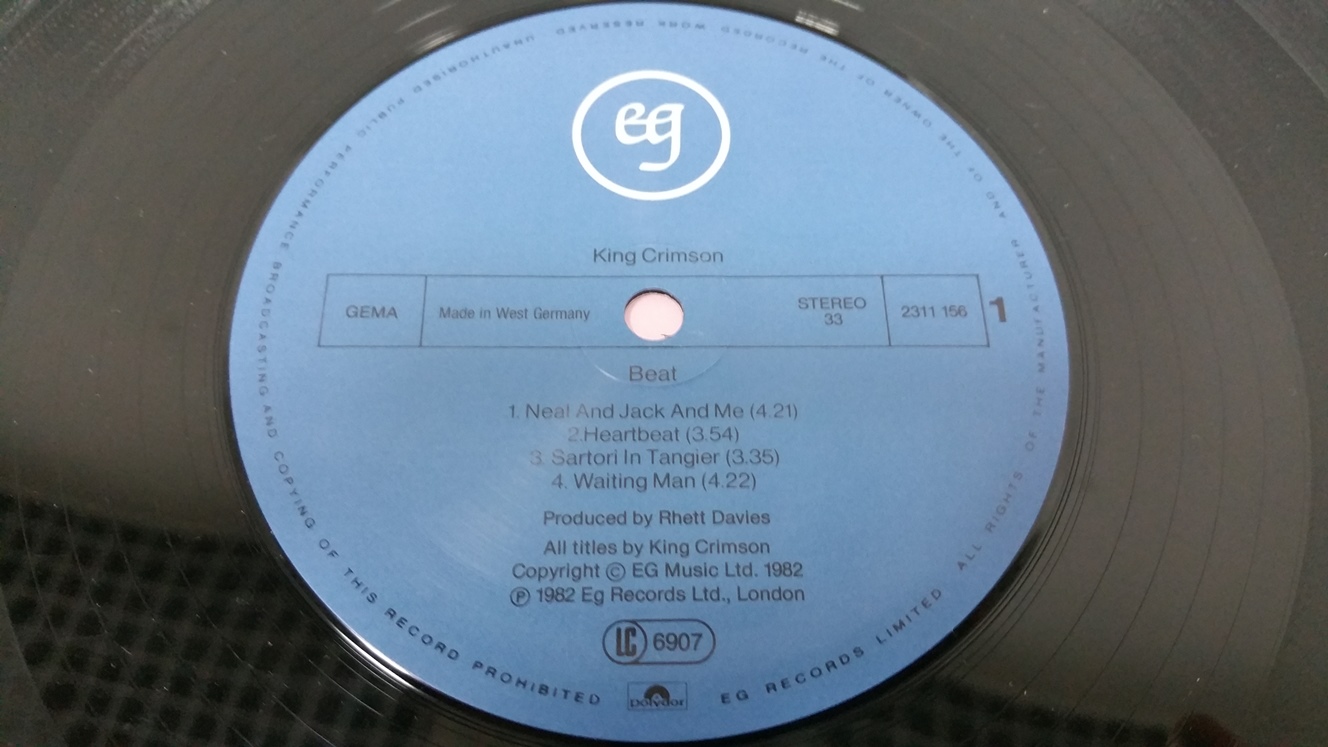 eg
King Crimson
GEMA
Made in West Germany
STEREO
33
2311 156
1
Beat
1. Neal And Jack And Me (4.21)
2.Heartbeat (3.54)
3. Sartori In Tangier (3.35)
4. Waiting Man (4.22)
Produced by Rhett Davies
All titles by King Crimson
Copyright © EG Music Ltd. 1982
℗ 1982 Eg Records Ltd., London
LC 6907
polydor
EG RECORDS LIMITED ALL RIGHTS OF THE MANUFACTURER AND OF THE OWNER OF THE RECORDED WORK RESERVED UNAUTHORISED PUBLIC PERFORMANCE BROADCASTING AND COPYING OF THIS RECORD PROHIBITED